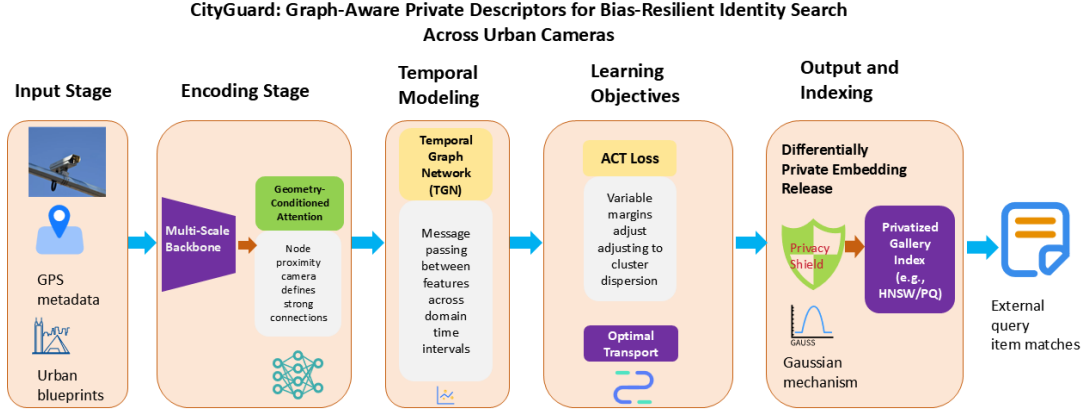 CityGuard: Graph-Aware Private Descriptors for Bias-Resilient Identity Search
Across Urban Cameras
Input Stage
Encoding Stage
Temporal
Modeling
Learning
Objectives
Output and
Indexing
GPS
metadata
Urban
blueprints
Multi-Scale
Backbone
Geometry-
Conditioned
Attention
Node
proximity
camera
defines
strong
connections
Temporal
Graph
Network
(TGN)
Message
passing
between
features
across
domain
time
intervals
ACT Loss
Variable
margins
adjust
adjusting to
cluster
dispersion
Optimal
Transport
Differentially
Private Embedding
Release
Privacy
Shield
GAUSS
Gaussian
mechanism
Privatized
Gallery
Index
(e.g.,
HNSW/PQ)
External
query
item matches